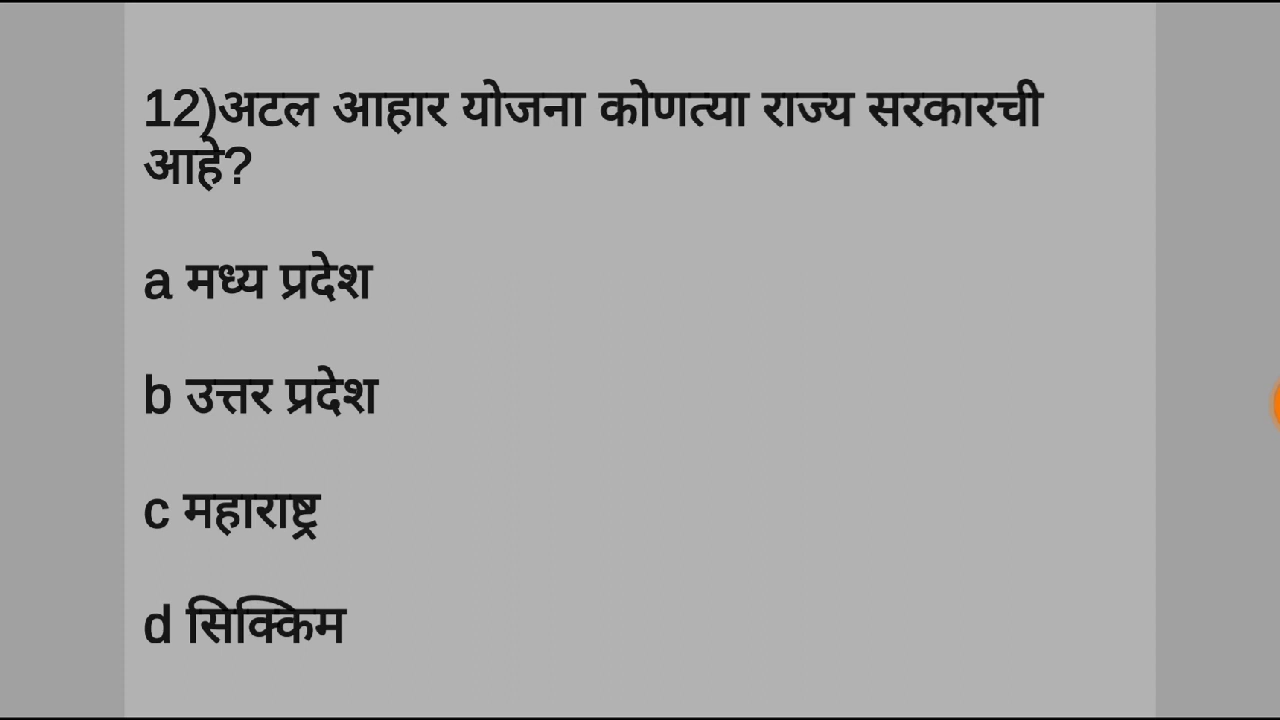 12)अटल आहार योजना कोणत्या राज्य सरकारची
आहे?
a मध्य प्रदेश
b उत्तर प्रदेश
c महाराष्ट्र
d सिक्किम